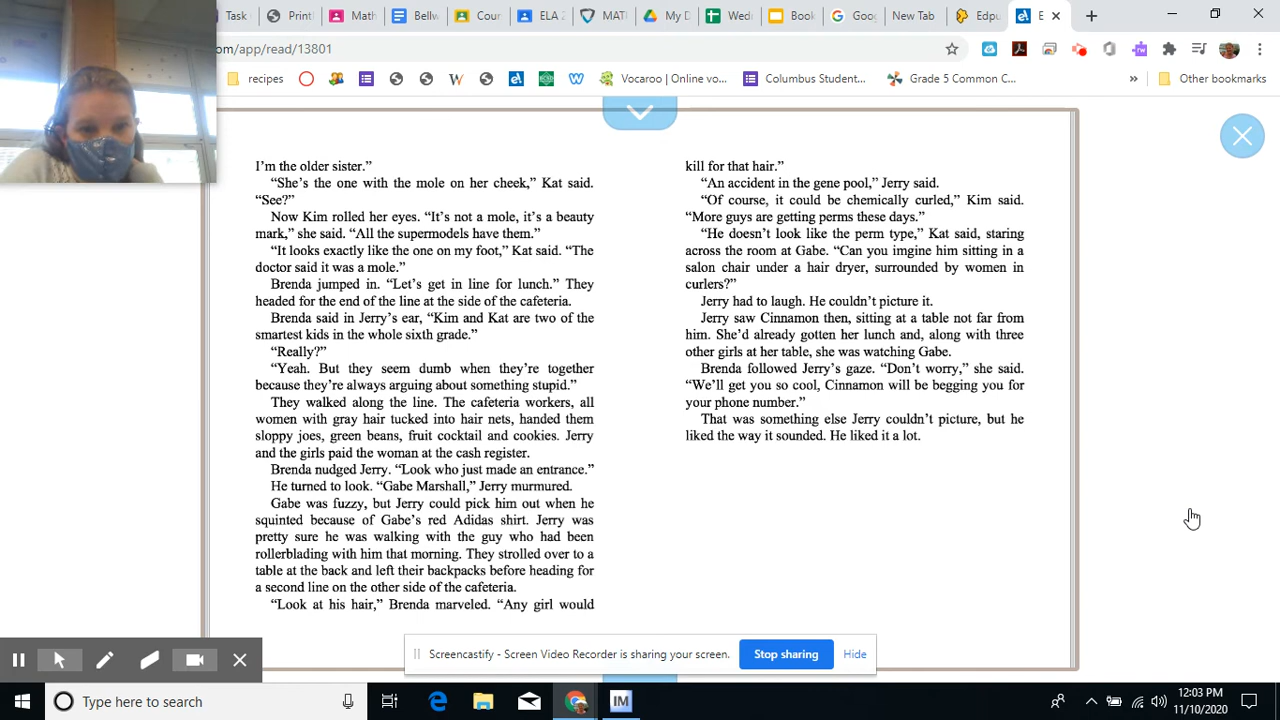 Task
Print
Math
Bellw
Cour
ELA 2
MATH
My D
Wed
Book
Goog
New Tab
Edpu
E
com/app/read/13801
recipes
Vocaroo | Online vo...
Columbus Student...
Grade 5 Common C...
»
Other bookmarks
I'm the older sister."
"She's the one with the mole on her cheek," Kat said.
"See?"
Now Kim rolled her eyes. "It's not a mole, it's a beauty
mark," she said. "All the supermodels have them."
"It looks exactly like the one on my foot," Kat said. "The
doctor said it was a mole."
Brenda jumped in. "Let's get in line for lunch." They
headed for the end of the line at the side of the cafeteria.
Brenda said in Jerry's ear, "Kim and Kat are two of the
smartest kids in the whole sixth grade."
"Really?"
"Yeah. But they seem dumb when they're together
because they're always arguing about something stupid."
They walked along the line. The cafeteria workers, all
women with gray hair tucked into hair nets, handed them
sloppy joes, green beans, fruit cocktail and cookies. Jerry
and the girls paid the woman at the cash register.
Brenda nudged Jerry. "Look who just made an entrance."
He turned to look. "Gabe Marshall," Jerry murmured.
Gabe was fuzzy, but Jerry could pick him out when he
squinted because of Gabe's red Adidas shirt. Jerry was
pretty sure he was walking with the guy who had been
rollerblading with him that morning. They strolled over to a
table at the back and left their backpacks before heading for
a second line on the other side of the cafeteria.
"Look at his hair," Brenda marveled. "Any girl would
kill for that hair."
"An accident in the gene pool," Jerry said.
"Of course, it could be chemically curled," Kim said.
"More guys are getting perms these days."
"He doesn't look like the perm type," Kat said, staring
across the room at Gabe. "Can you imgine him sitting in a
salon chair under a hair dryer, surrounded by women in
curlers?"
Jerry had to laugh. He couldn't picture it.
Jerry saw Cinnamon then, sitting at a table not far from
him. She'd already gotten her lunch and, along with three
other girls at her table, she was watching Gabe.
Brenda followed Jerry's gaze. "Don't worry," she said.
"We'll get you so cool, Cinnamon will be begging you for
your phone number."
That was something else Jerry couldn't picture, but he
liked the way it sounded. He liked it a lot.
Screencastify - Screen Video Recorder is sharing your screen.
Stop sharing
Hide
Type here to search
IM
12:03 PM
11/10/2020